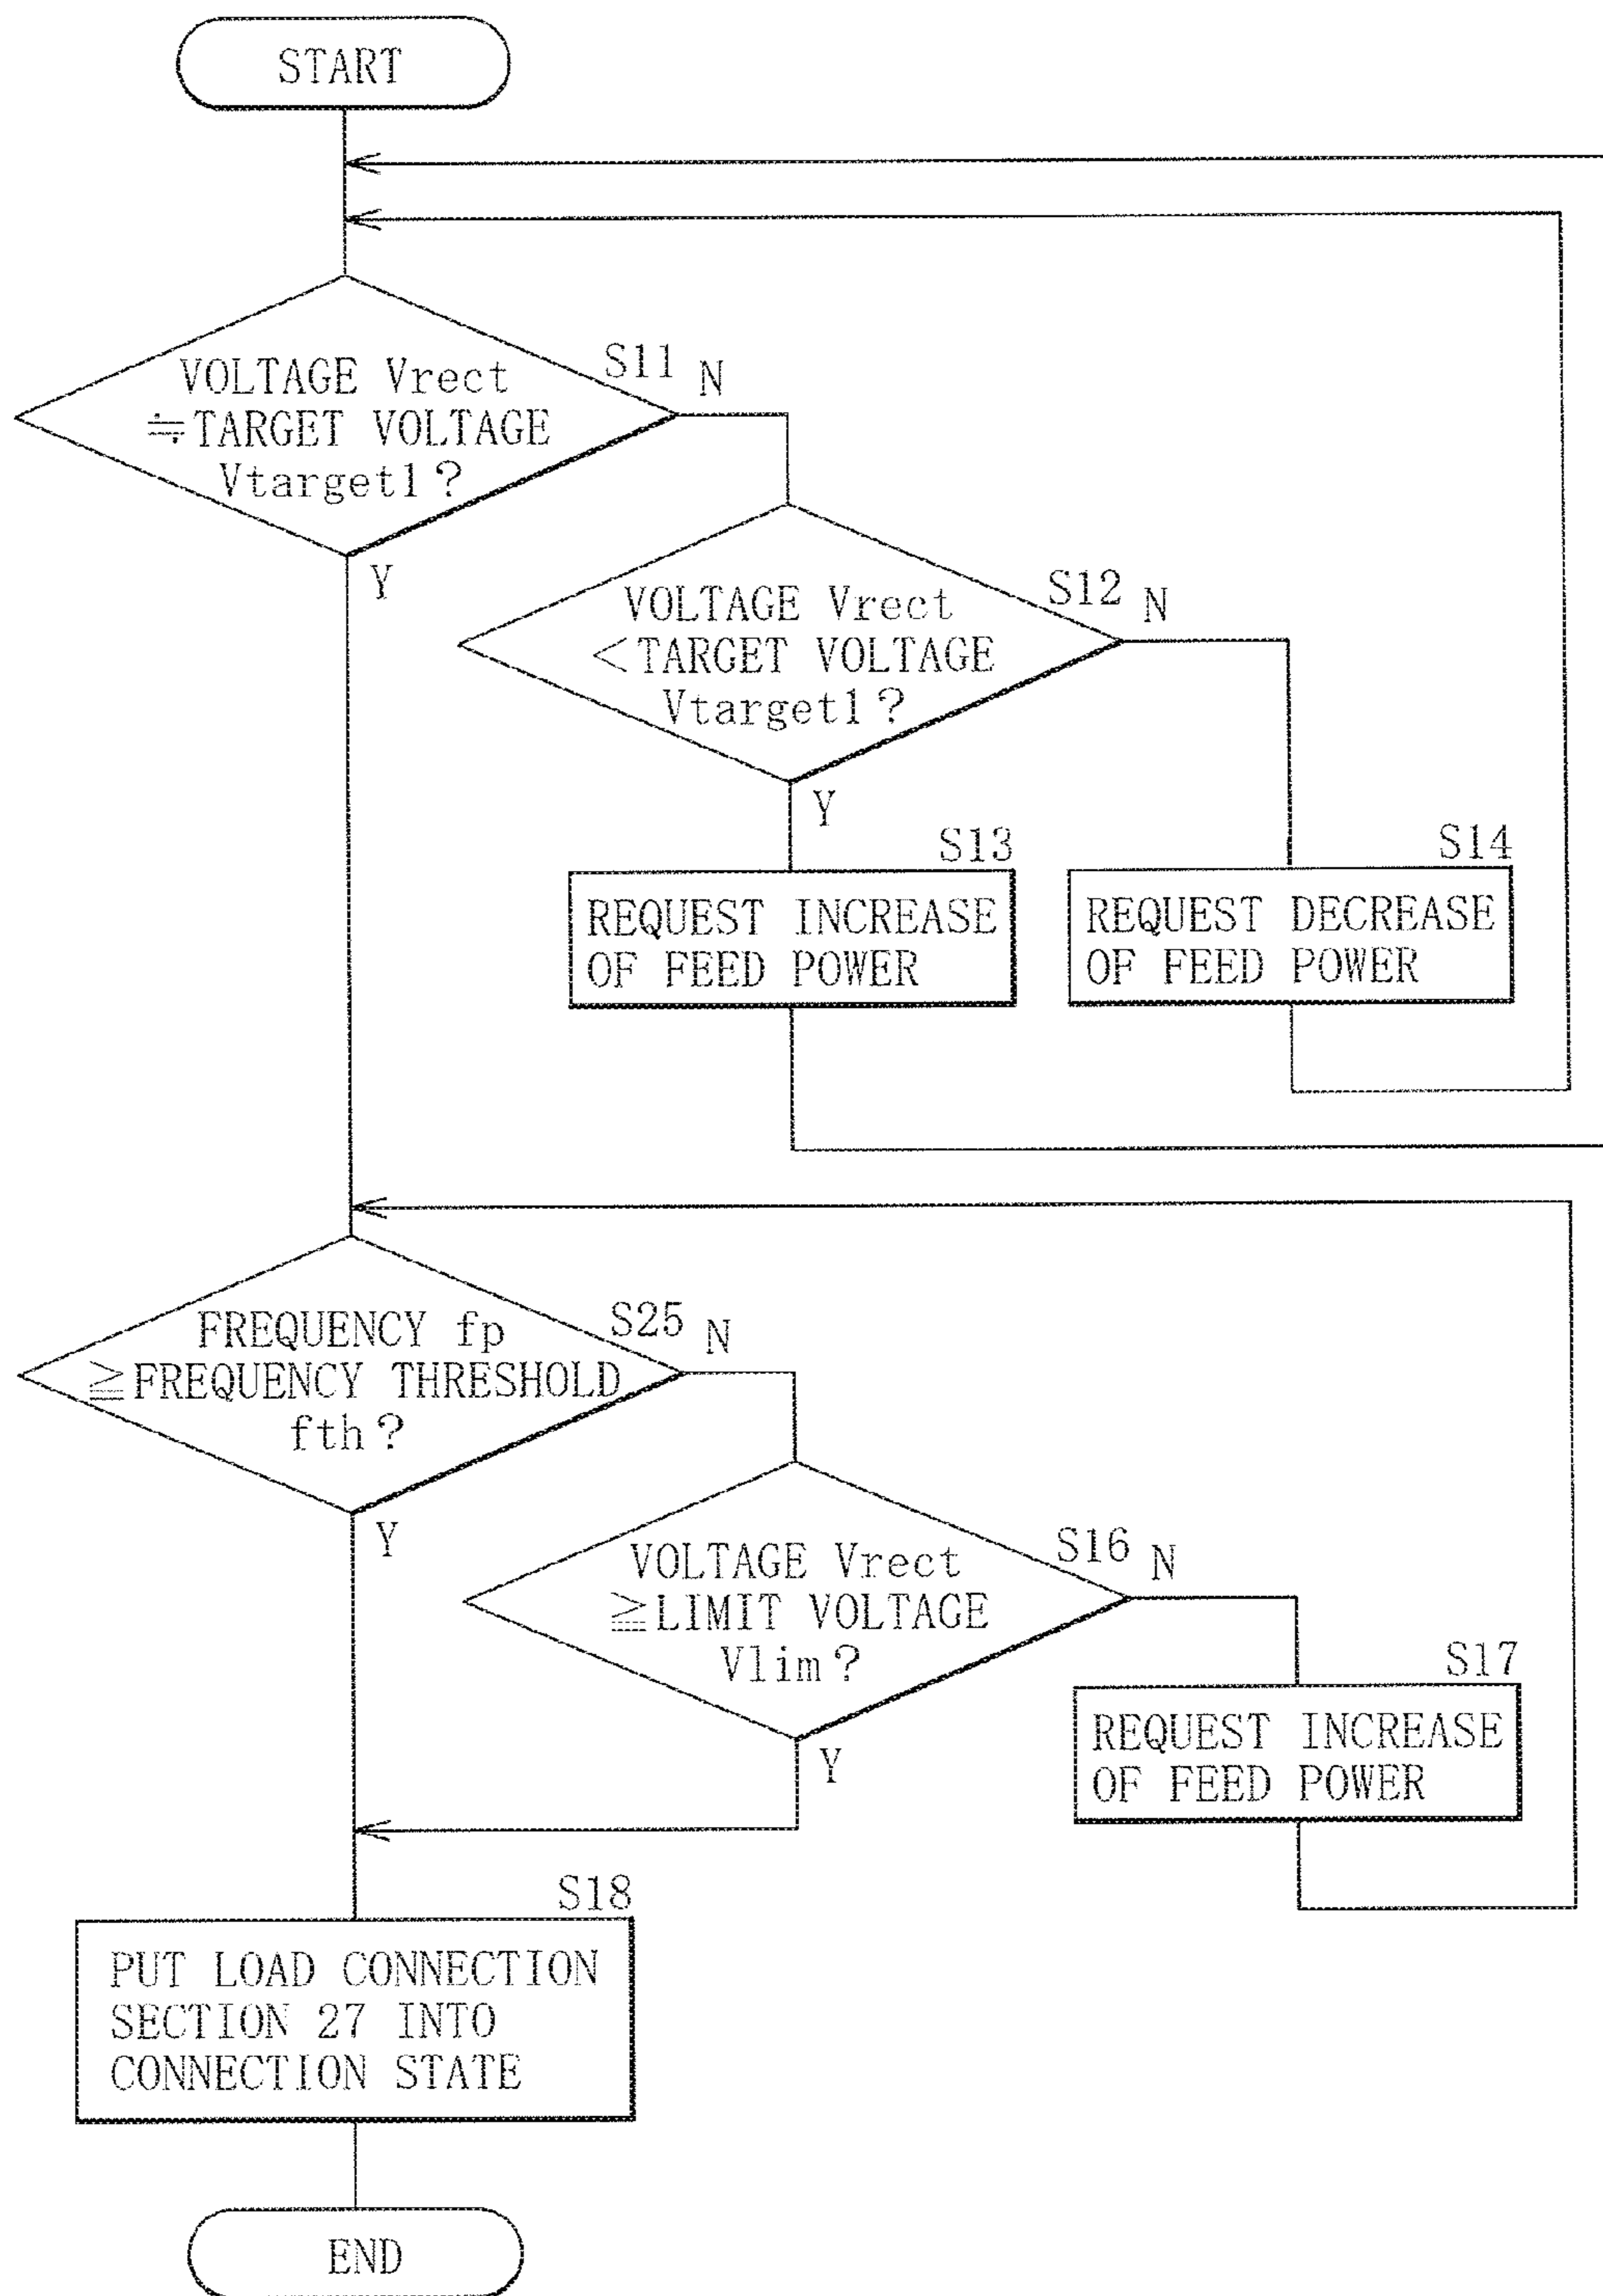 START
S11
N
VOLTAGE Vrect
≒TARGET VOLTAGE
Vtarget1?
Y
S12
N
VOLTAGE Vrect
<TARGET VOLTAGE
Vtarget1?
Y
S13
REQUEST INCREASE
OF FEED POWER
S14
REQUEST DECREASE
OF FEED POWER
S25
N
FREQUENCY fp
≧FREQUENCY THRESHOLD
fth?
Y
S16
N
VOLTAGE Vrect
≧LIMIT VOLTAGE
Vlim?
Y
S17
REQUEST INCREASE
OF FEED POWER
S18
PUT LOAD CONNECTION
SECTION 27 INTO
CONNECTION STATE
END